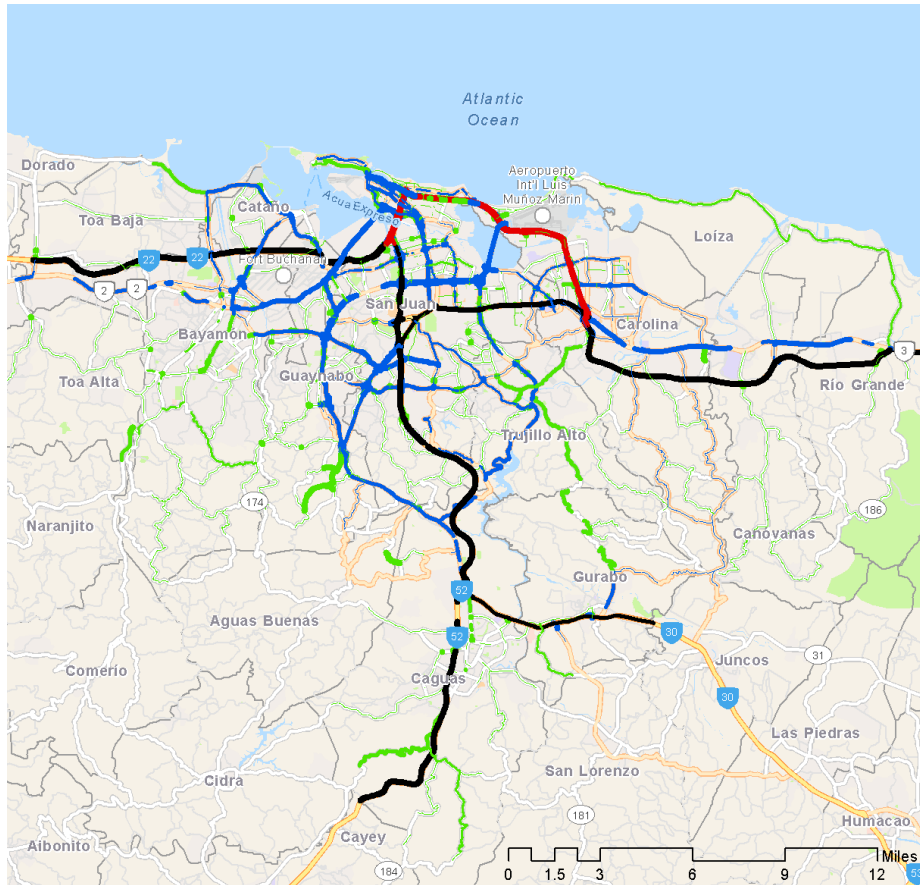 Atlantic
Ocean
Dorado
Aeropuerto
Int'l Luis
Muñoz Marin
Toa Baja
Cataño
AcuaExpreso
Loíza
22
22
Fort Buchanan
2
2
San Juan
Bayamón
Carolina
3
Toa Alta
Guaynabo
Río Grande
Trujillo Alto
174
186
Naranjito
Canóvanas
Gurabo
52
Aguas Buenas
30
52
31
Juncos
Comerío
Caguas
30
Las Piedras
San Lorenzo
Cidra
181
Humacao
Cayey
Aibonito
184
Miles
0 1.5 3 6 9 12